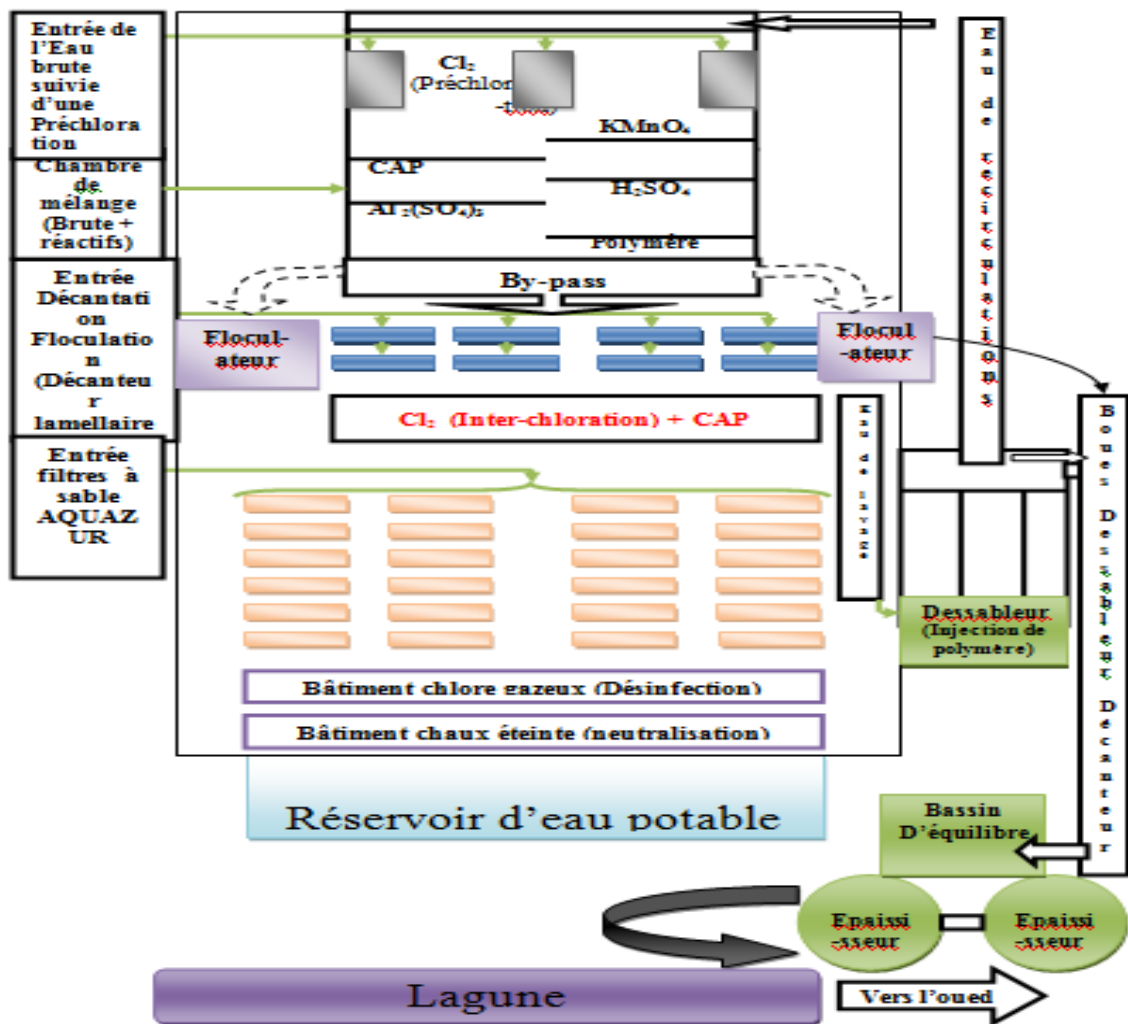 Entrée de
l'Eau
brute
suivie
d'une
Préchlora
tion
Chambre
de
mélange
(Brute +
réactifs)
Entrée
Décantati
on
Floculatio
n
(Décanteu
r
lamellaire
Entrée
filtres à
sable
AQUAZ
UR
Cl₂
(Préchlor
KMnO₄
CAP
H₂SO₄
Al₂(SO₄)₃
Polymére
By-pass
Flocul-
ateur
Flocul
-ateur
Cl₂ (Inter-chloration) + CAP
Eau de recirculations
Eau de lavage
Boues Dessableur Décanteur
Dessableur
(Injection de
polymère)
Bâtiment chlore gazeux (Désinfection)
Bâtiment chaux éteinte (neutralisation)
Réservoir d'eau potable
Bassin
D'équilibre
Epaissi
-sseur
Epaissi
-sseur
Lagune
Vers l'oued